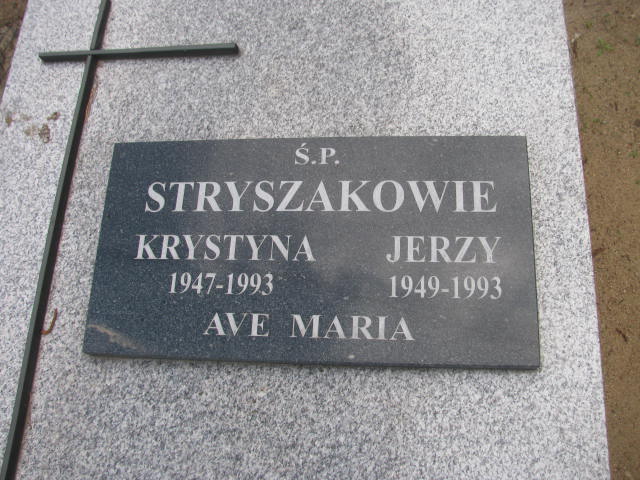 Ś.P.
STRYSZAKOWIE
KRYSTYNA JERZY
1947-1993 1949-1993
AVE MARIA